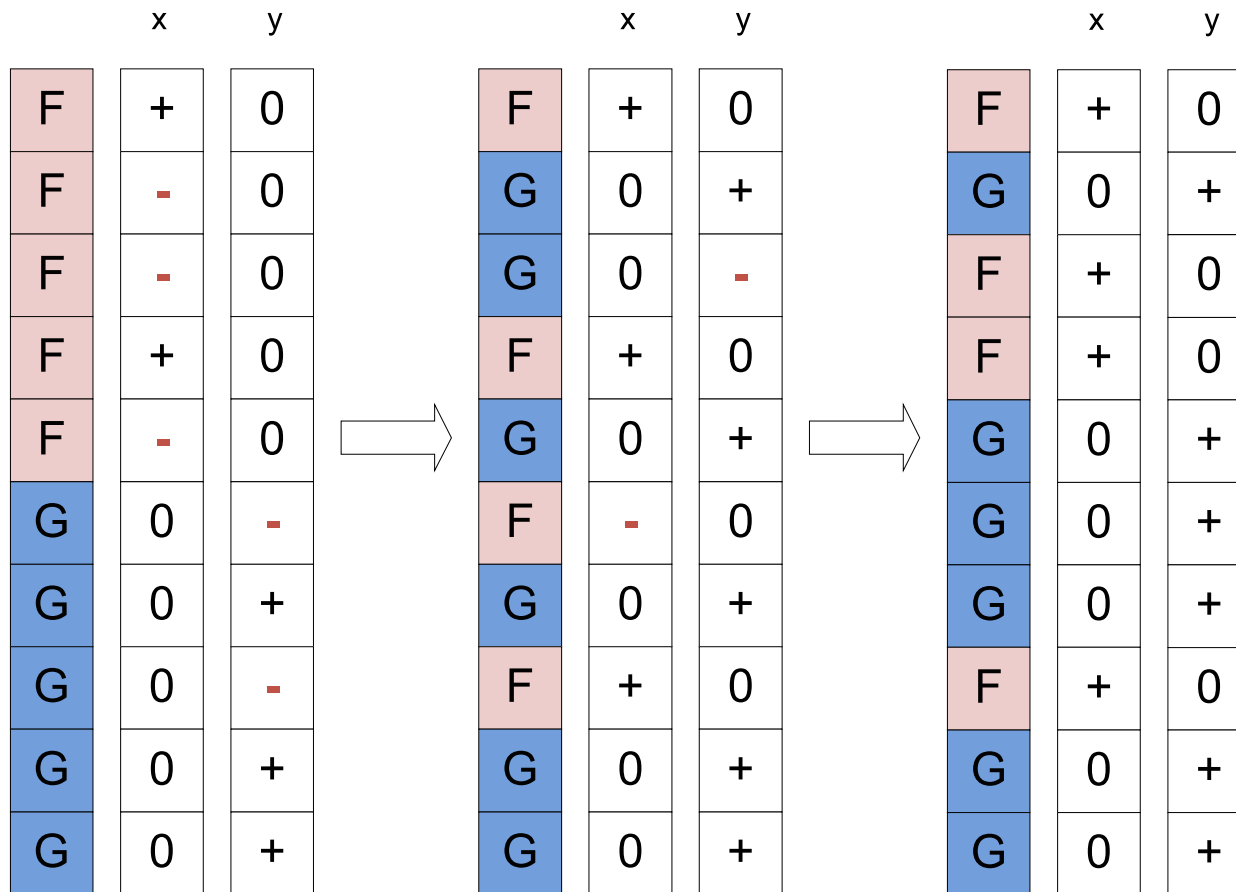 x y x y x y
F + 0 F + 0 F + 0
F - 0 G 0 + G 0 +
F - 0 G 0 - F + 0
F + 0 F + 0 F + 0
F - 0 G 0 + G 0 +
G 0 - F - 0 G 0 +
G 0 + G 0 + G 0 +
G 0 - F + 0 F + 0
G 0 + G 0 + G 0 +
G 0 + G 0 + G 0 +